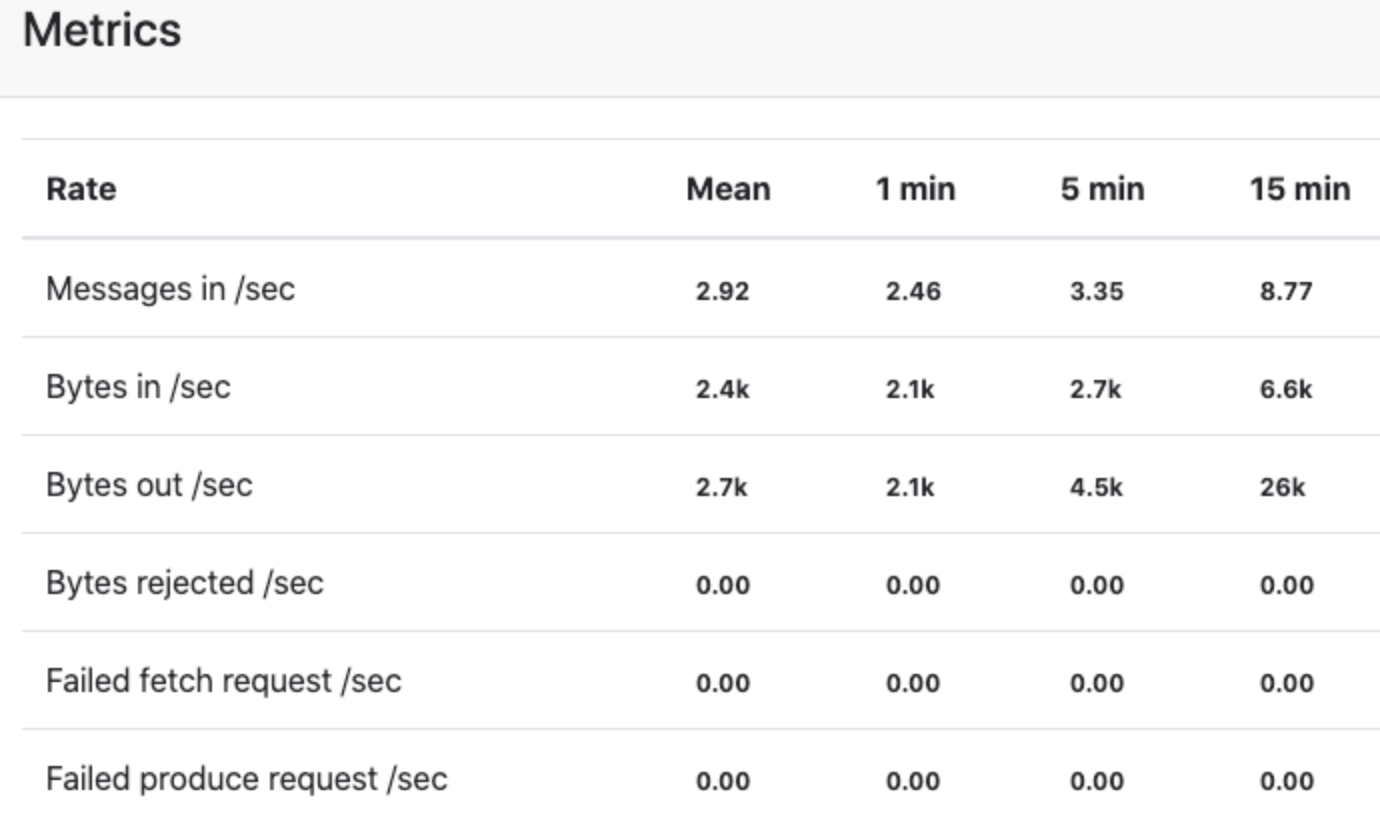 Metrics
Rate Mean 1 min 5 min 15 min
Messages in /sec 2.92 2.46 3.35 8.77
Bytes in /sec 2.4k 2.1k 2.7k 6.6k
Bytes out /sec 2.7k 2.1k 4.5k 26k
Bytes rejected /sec 0.00 0.00 0.00 0.00
Failed fetch request /sec 0.00 0.00 0.00 0.00
Failed produce request /sec 0.00 0.00 0.00 0.00